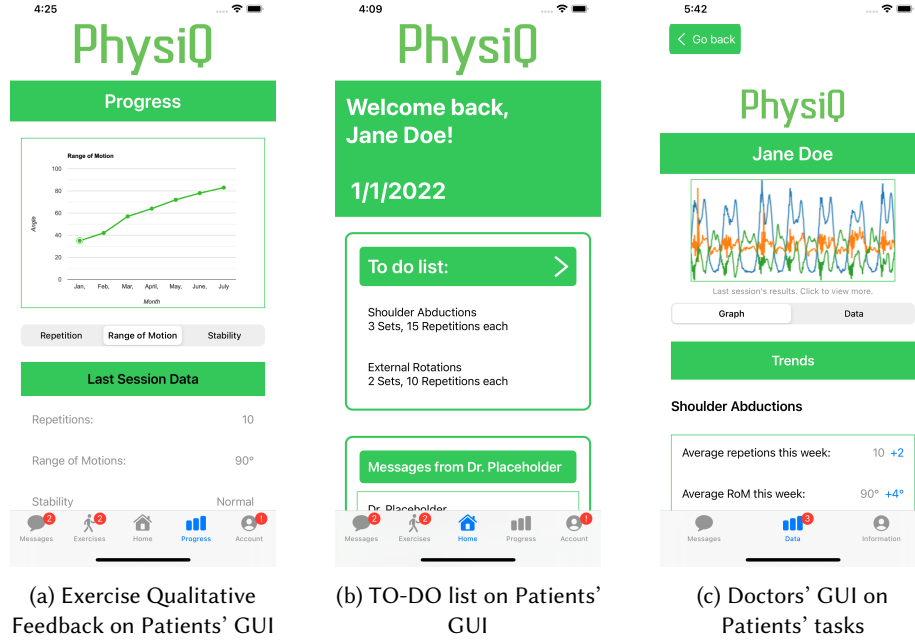 4:25
PhysiQ
Progress
Range of Motion
100
80
60
40
20
0
Angle
Jan,
Feb,
Mar,
April,
May,
June,
July
Month
Repetition
Range of Motion
Stability
Last Session Data
Repetitions: 10
Range of Motions: 90°
Stability Normal
2
2
!
Messages
Exercises
Home
Progress
Account
(a) Exercise Qualitative
Feedback on Patients' GUI
4:09
PhysiQ
Welcome back,
Jane Doe!
1/1/2022
To do list:
Shoulder Abductions
3 Sets, 15 Repetitions each
External Rotations
2 Sets, 10 Repetitions each
Messages from Dr. Placeholder
Dr. Placeholder
2
2
!
Messages
Exercises
Home
Progress
Account
(b) TO-DO list on Patients'
GUI
5:42
Go back
PhysiQ
Jane Doe
Last session's results. Click to view more.
Graph
Data
Trends
Shoulder Abductions
Average repetions this week: 10 +2
Average RoM this week: 90° +4°
3
Messages
Data
Information
(c) Doctors' GUI on
Patients' tasks